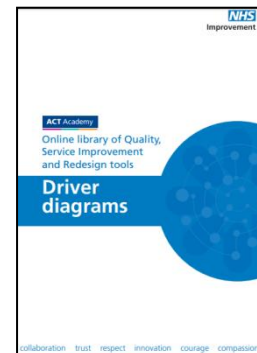 NHS
Improvement
ACT Academy
Online library of Quality,
Service Improvement
and Redesign tools
Driver
diagrams
collaboration trust respect innovation courage compassion